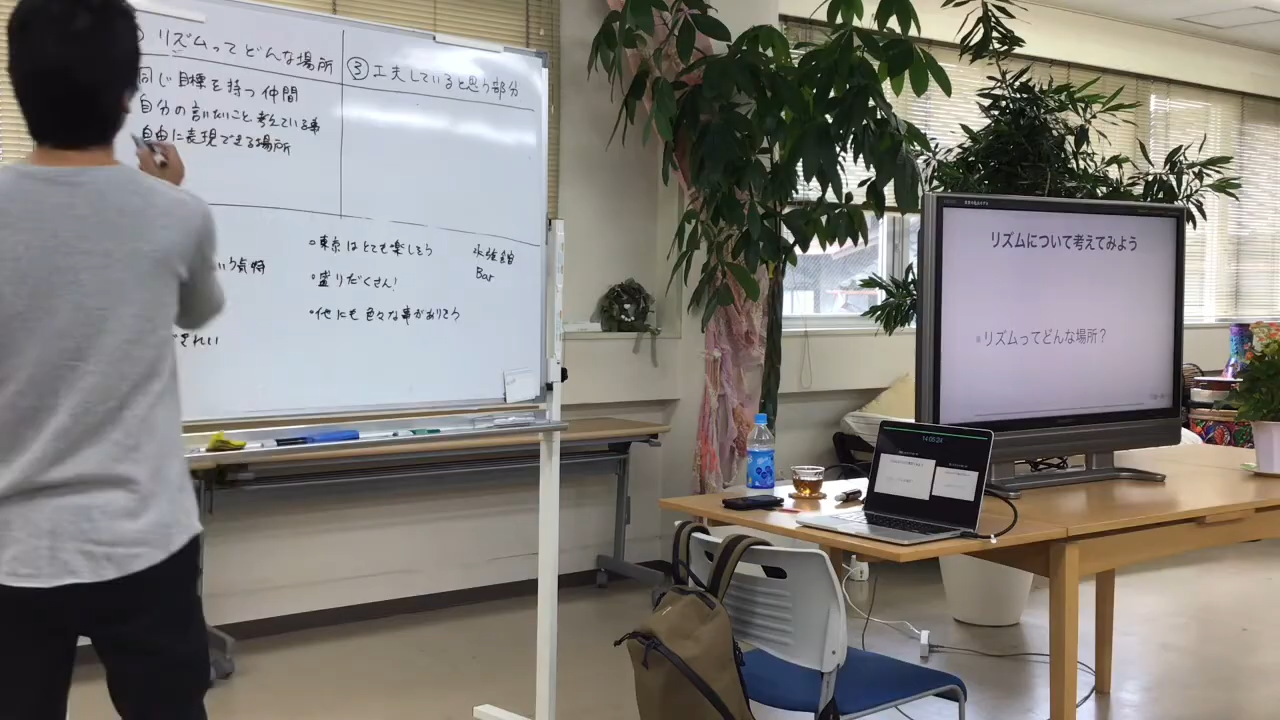 リズムってどんな場所
同じ目標を持つ仲間
自分の言いたいこと考えている事
自由に表現できる場所
③工夫していると思う部分
いう気持
きれい
◦東京はとても楽しそう
◦盛りだくさん!
◦他にも色々な事がありそう
Bar
リズムについて考えてみよう
リズムってどんな場所？
14:06:24